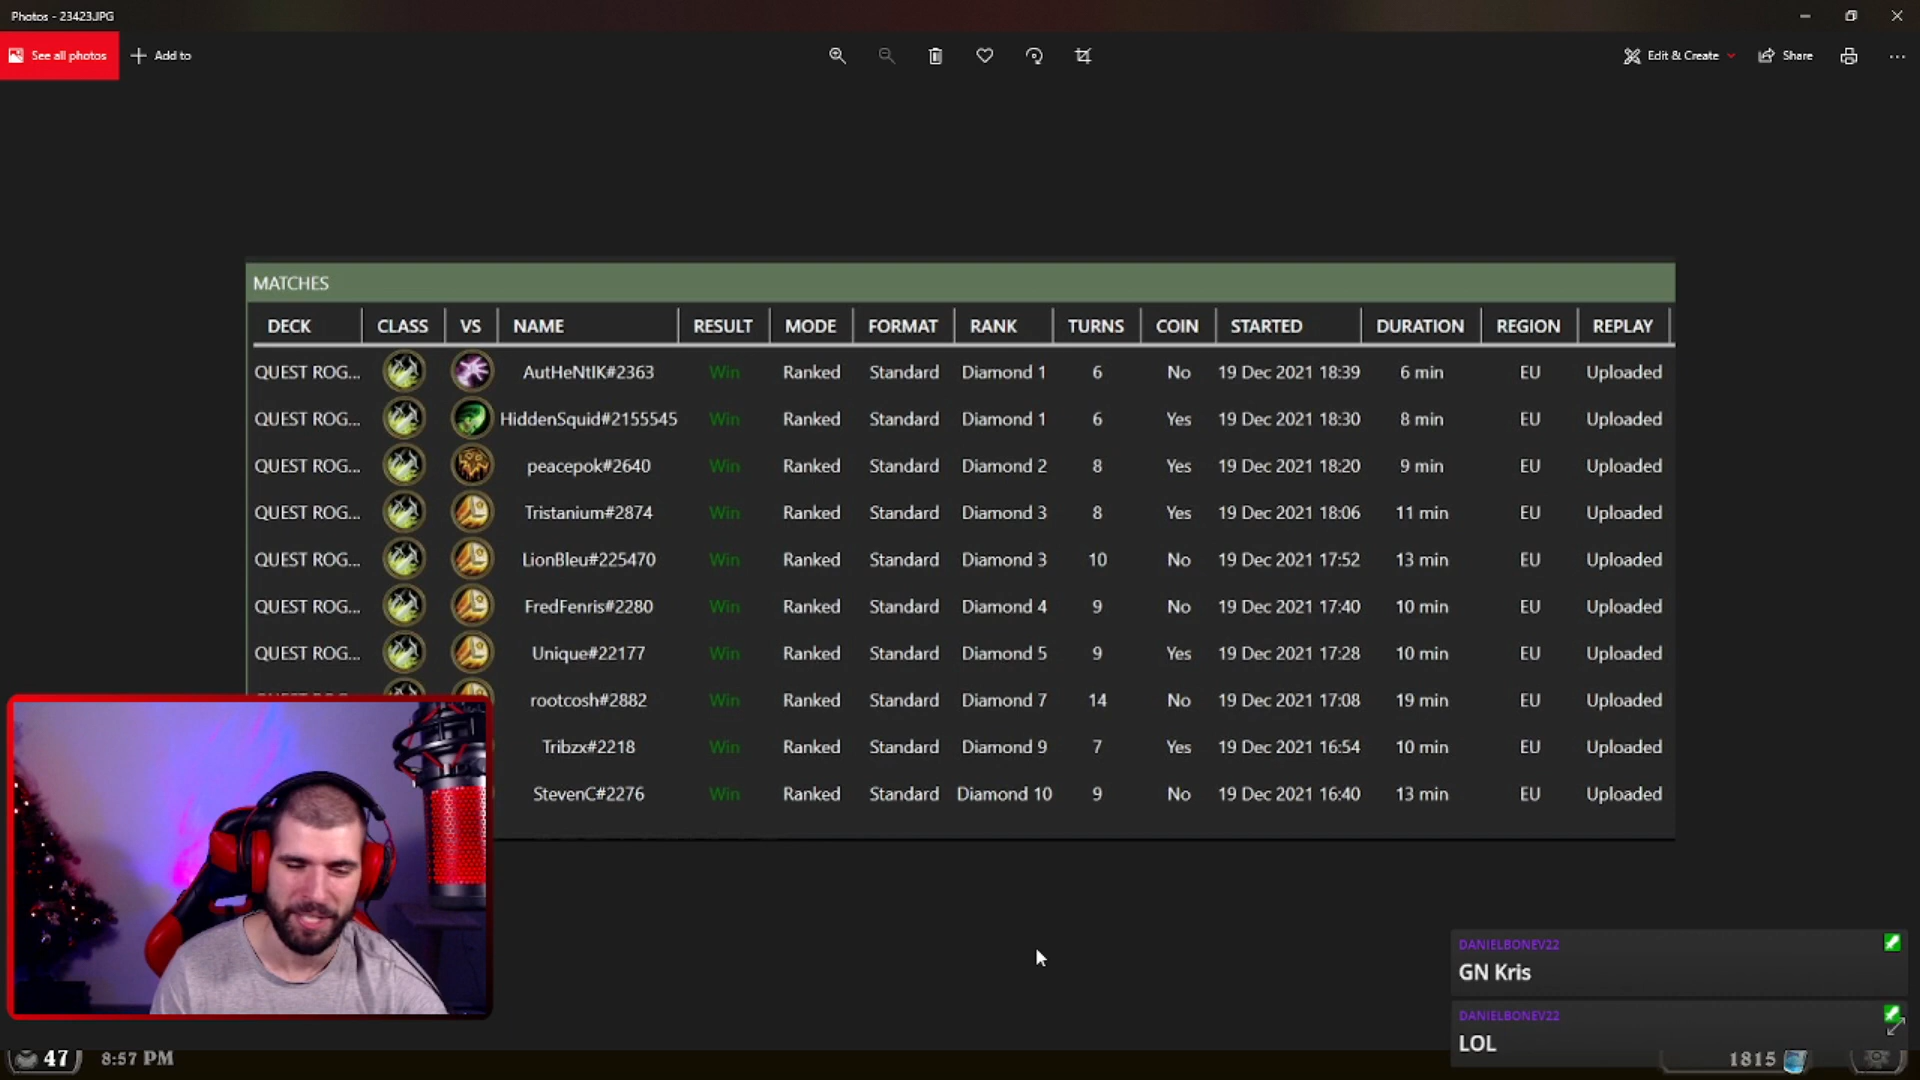 Photos - 23423.JPG
See all photos
Add to
Edit & Create
Share
MATCHES
DECK CLASS VS NAME RESULT MODE FORMAT RANK TURNS COIN STARTED DURATION REGION REPLAY
QUEST ROG... AutHeNtIK#2363 Win Ranked Standard Diamond 1 6 No 19 Dec 2021 18:39 6 min EU Uploaded
QUEST ROG... HiddenSquid#2155545 Win Ranked Standard Diamond 1 6 Yes 19 Dec 2021 18:30 8 min EU Uploaded
QUEST ROG... peacepok#2640 Win Ranked Standard Diamond 2 8 Yes 19 Dec 2021 18:20 9 min EU Uploaded
QUEST ROG... Tristanium#2874 Win Ranked Standard Diamond 3 8 Yes 19 Dec 2021 18:06 11 min EU Uploaded
QUEST ROG... LionBleu#225470 Win Ranked Standard Diamond 3 10 No 19 Dec 2021 17:52 13 min EU Uploaded
QUEST ROG... FredFenris#2280 Win Ranked Standard Diamond 4 9 No 19 Dec 2021 17:40 10 min EU Uploaded
QUEST ROG... Unique#22177 Win Ranked Standard Diamond 5 9 Yes 19 Dec 2021 17:28 10 min EU Uploaded
rootcosh#2882 Win Ranked Standard Diamond 7 14 No 19 Dec 2021 17:08 19 min EU Uploaded
Tribzx#2218 Win Ranked Standard Diamond 9 7 Yes 19 Dec 2021 16:54 10 min EU Uploaded
StevenC#2276 Win Ranked Standard Diamond 10 9 No 19 Dec 2021 16:40 13 min EU Uploaded
DANIELBONEV22
GN Kris
DANIELBONEV22
LOL
47 8:57 PM
1815